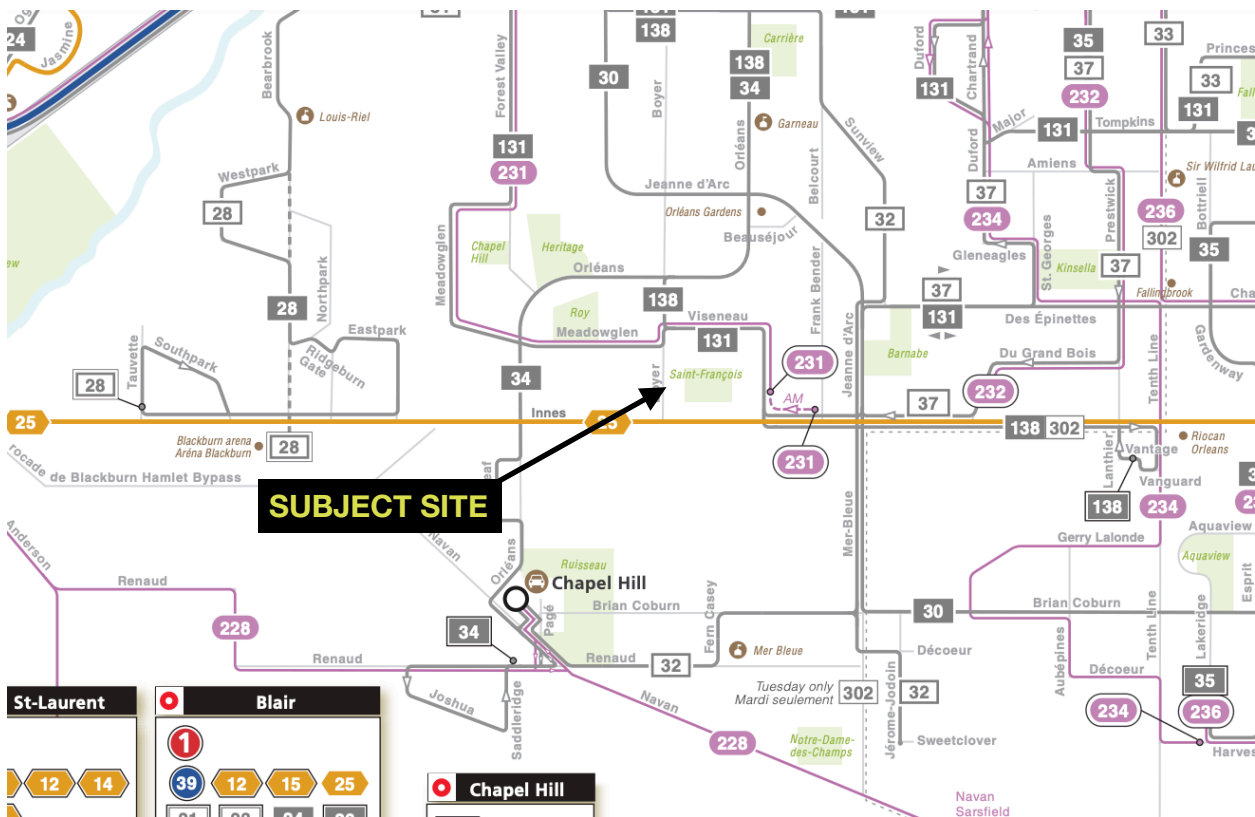 24
Jasmine
Bearbrook
Louis-Riel
Westpark
28
28
Northpark
Eastpark
Ridgeburn
Gate
Tauvette
Southpark
28
25
Blackburn arena
Aréna Blackburn
28
de Blackburn Hamlet Bypass
Anderson
Renaud
228
Renaud
Forest Valley
131
231
Meadowglen
Chapel
Hill
Heritage
Orléans
Roy
Meadowglen
34
Innes
25
SUBJECT SITE
Navan
Orléans
Chapel Hill
Ruisseau
Pagé
34
Joshua
Saddleridge
Renaud
32
Brian Coburn
Fern Casey
Mer Bleue
Navan
228
Tuesday only
Mardi seulement
302
32
Notre-Dame-
des-Champs
Jérome-Jodoin
Décoeur
Sweetclover
Navan
Sarsfield
138
30
Boyer
138
34
Carrière
Orléans
Garneau
Jeanne d'Arc
Orléans Gardens
Beauséjour
Belcourt
Sunview
32
138
Viseneau
131
Saint-François
Frank Bender
Jeanne d'Arc
231
AM
231
37
232
Barnabe
37
131
Des Épinettes
Du Grand Bois
138
302
Mer-Bleue
Duford
Chartrand
131
Major
131
Tompkins
Duford
37
234
Amiens
Gleneagles
St. Georges
Kinsella
37
Prestwick
35
37
232
33
Princes
33
131
Sir Wilfrid Lau
Bottriell
236
302
35
Fallingbrook
Cha
Gardenway
Tenth Line
Lanthier
Vantage
Vanguard
138
234
Riocan
Orleans
Gerry Lalonde
Aquaview
Aquaview
Esprit
30
Brian Coburn
Aubépines
Tenth Line
Lakeridge
Décoeur
35
234
236
Harves
St-Laurent
12
14
Blair
1
39
12
15
25
Chapel Hill